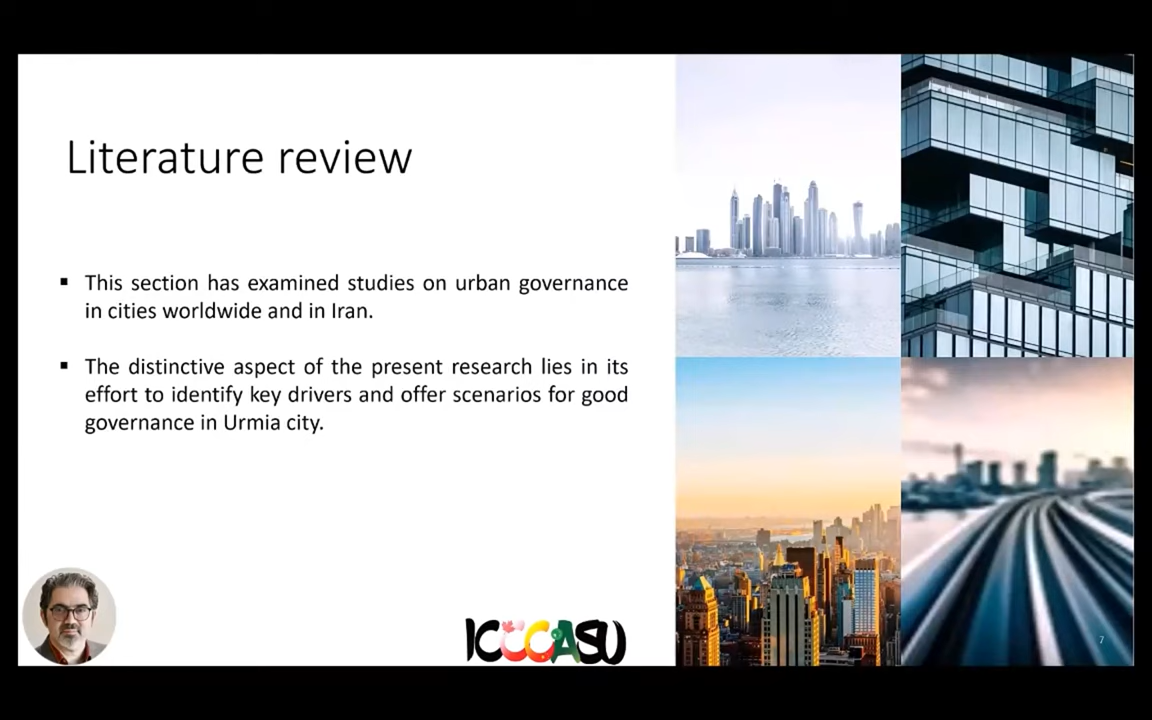 Literature review
▪ This section has examined studies on urban governance
in cities worldwide and in Iran.
▪ The distinctive aspect of the present research lies in its
effort to identify key drivers and offer scenarios for good
governance in Urmia city.
ICCCASU
7